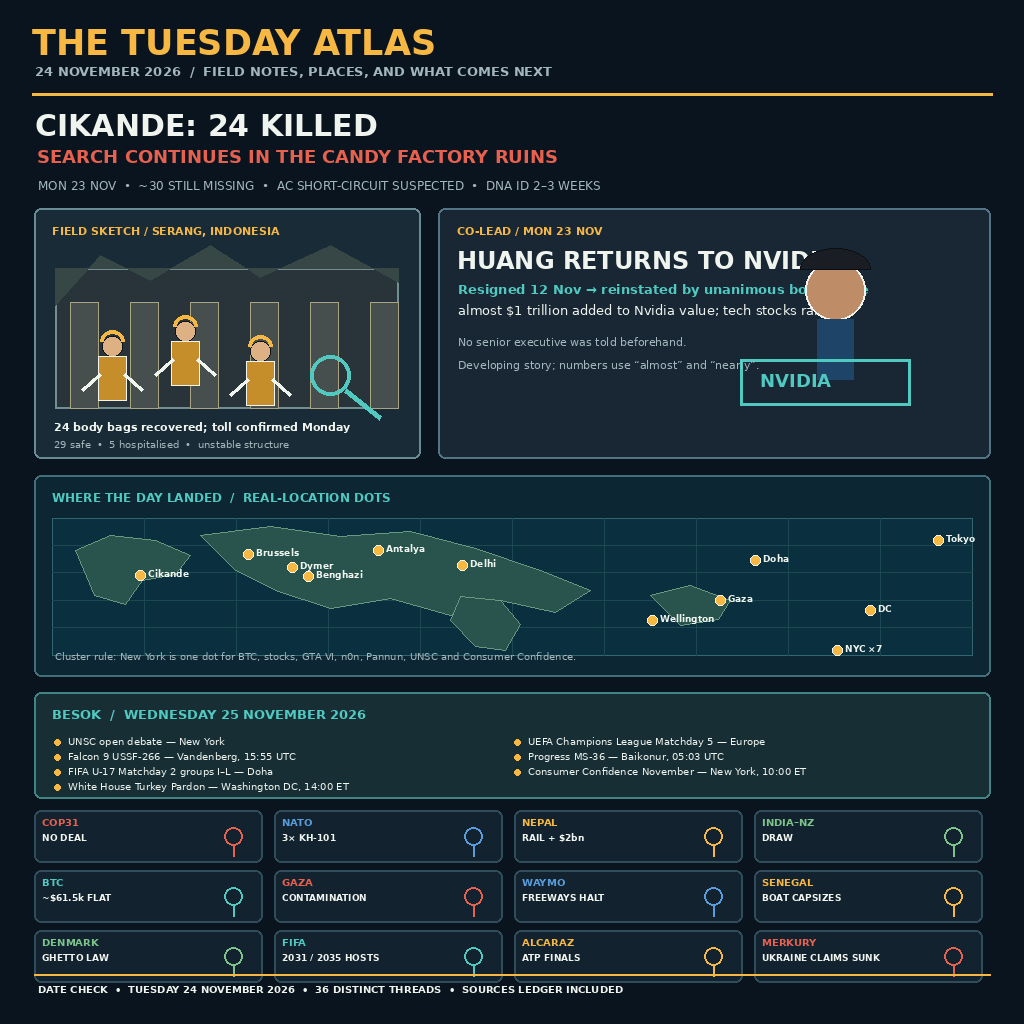 THE TUESDAY ATLAS
24 NOVEMBER 2026 / FIELD NOTES, PLACES, AND WHAT COMES NEXT
CIKANDE: 24 KILLED
SEARCH CONTINUES IN THE CANDY FACTORY RUINS
MON 23 NOV • ~30 STILL MISSING • AC SHORT-CIRCUIT SUSPECTED • DNA ID 2–3 WEEKS
FIELD SKETCH / SERANG, INDONESIA
24 body bags recovered; toll confirmed Monday
29 safe • 5 hospitalised • unstable structure
CO-LEAD / MON 23 NOV
HUANG RETURNS TO
Resigned 12 Nov → reinstated by unanimous
almost $1 trillion added to Nvidia value; tech stocks
No senior executive was told beforehand.
Developing story; numbers use “almost” and “nearly”.
NVIDIA
WHERE THE DAY LANDED / REAL-LOCATION DOTS
Tokyo
Brussels
Antalya
Doha
Dymer
Delhi
Cikande
Benghazi
Gaza
DC
Wellington
NYC ×7
Cluster rule: New York is one dot for BTC, stocks, GTA VI, n0n, Pannun, UNSC and Consumer Confidence.
BESOK / WEDNESDAY 25 NOVEMBER 2026
UNSC open debate — New York
Falcon 9 USSF-266 — Vandenberg, 15:55 UTC
FIFA U-17 Matchday 2 groups I–L — Doha
White House Turkey Pardon — Washington DC, 14:00 ET
UEFA Champions League Matchday 5 — Europe
Progress MS-36 — Baikonur, 05:03 UTC
Consumer Confidence November — New York, 10:00 ET
COP31
NO DEAL
NATO
3× KH-101
NEPAL
RAIL + $2bn
INDIA–NZ
DRAW
BTC
~$61.5k FLAT
GAZA
CONTAMINATION
WAYMO
FREEWAYS HALT
SENEGAL
BOAT CAPSIZES
DENMARK
GHETTO LAW
FIFA
2031 / 2035 HOSTS
ALCARAZ
ATP FINALS
MERKURY
UKRAINE CLAIMS SUNK
DATE CHECK • TUESDAY 24 NOVEMBER 2026 • 36 DISTINCT THREADS • SOURCES LEDGER INCLUDED